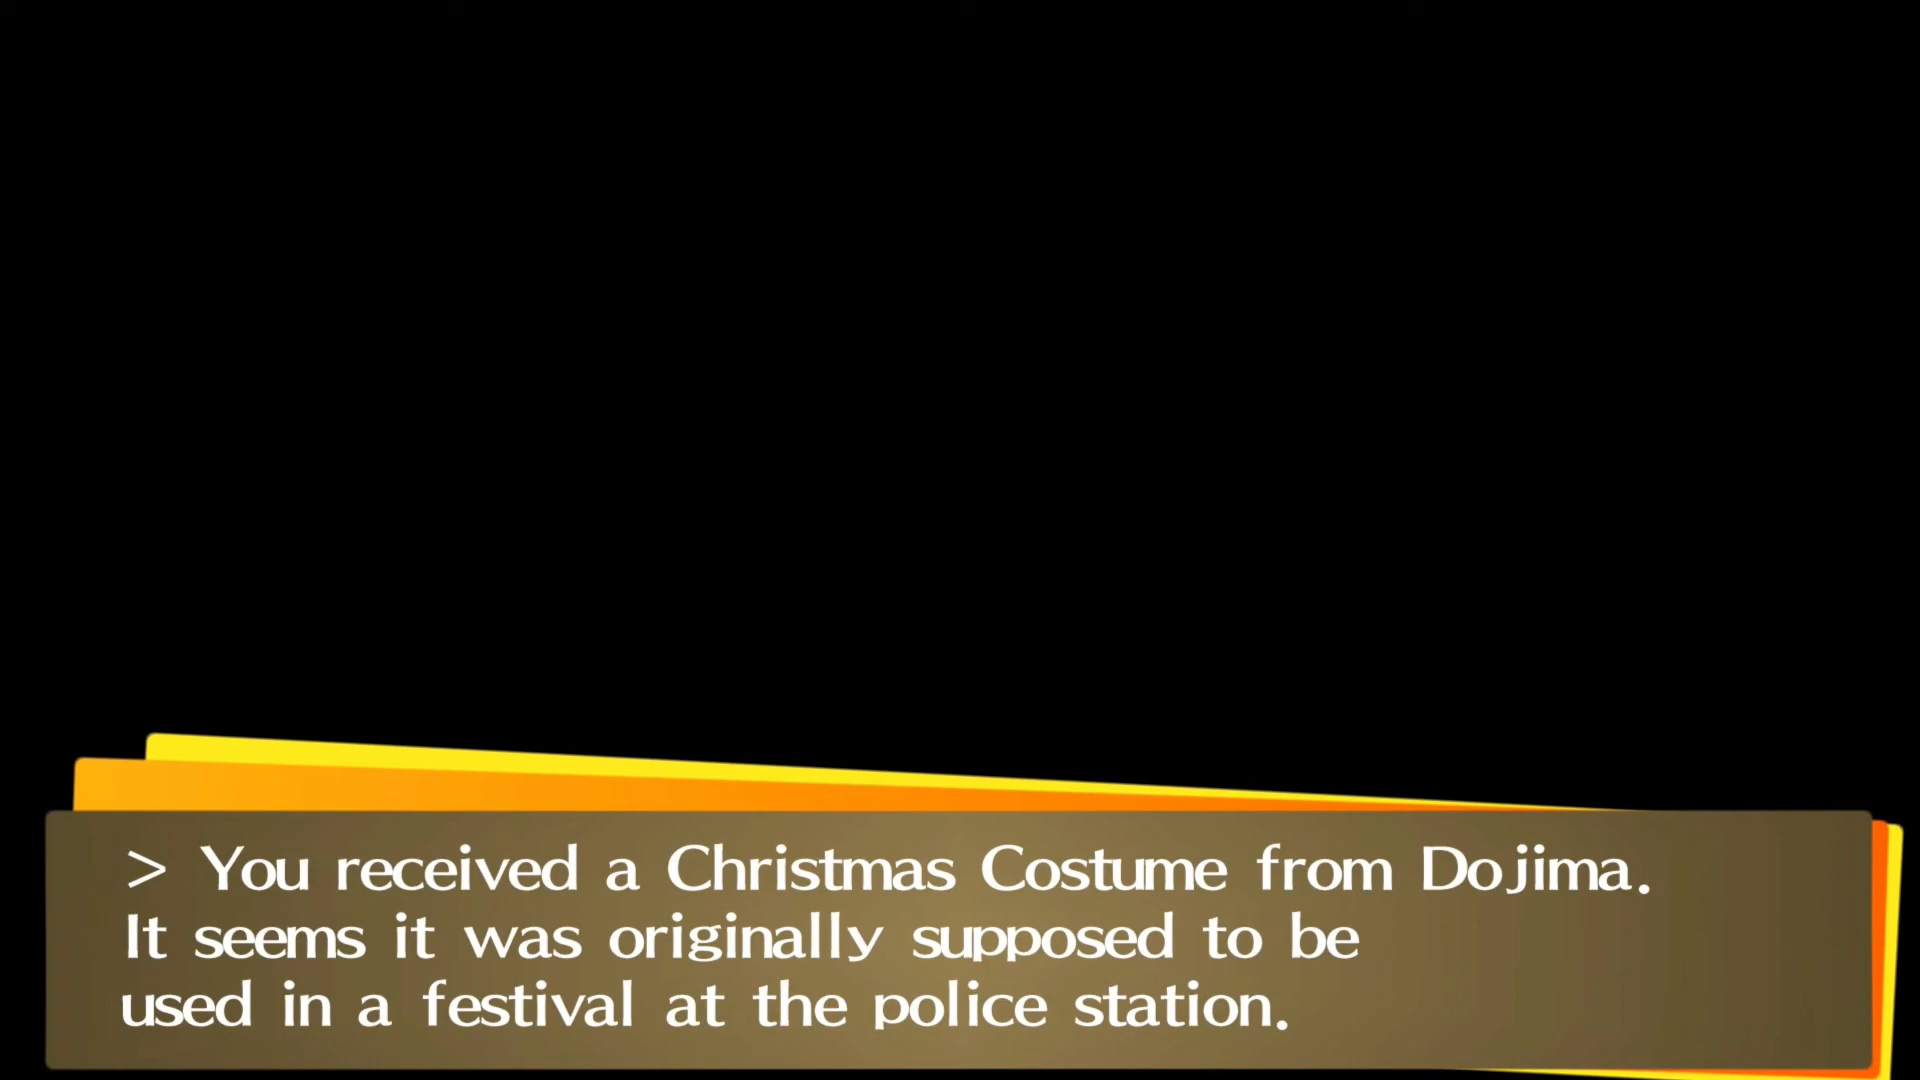 > You received a Christmas Costume from Dojima.
It seems it was originally supposed to be
used in a festival at the police station.